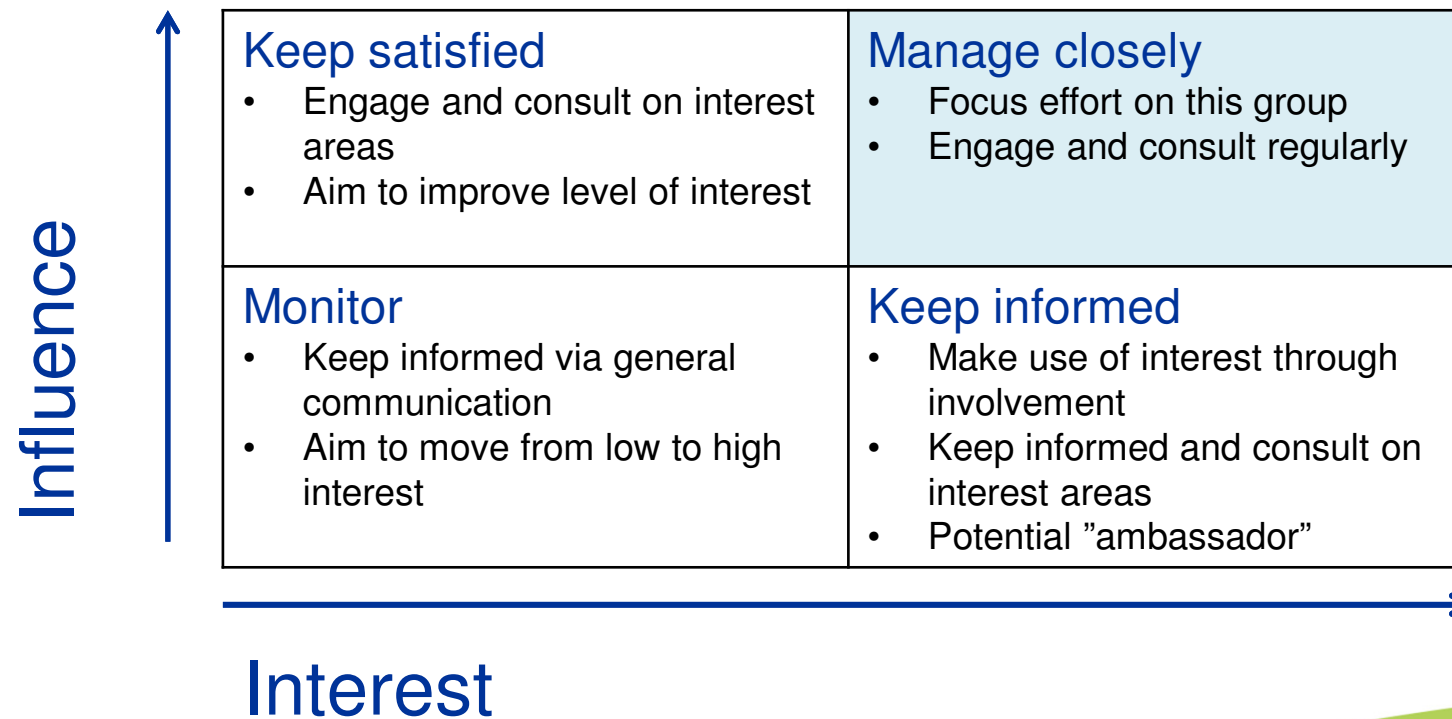 Influence
Keep satisfied
• Engage and consult on interest
areas
• Aim to improve level of interest
Manage closely
• Focus effort on this group
• Engage and consult regularly
Monitor
• Keep informed via general
communication
• Aim to move from low to high
interest
Keep informed
• Make use of interest through
involvement
• Keep informed and consult on
interest areas
• Potential ”ambassador”
Interest